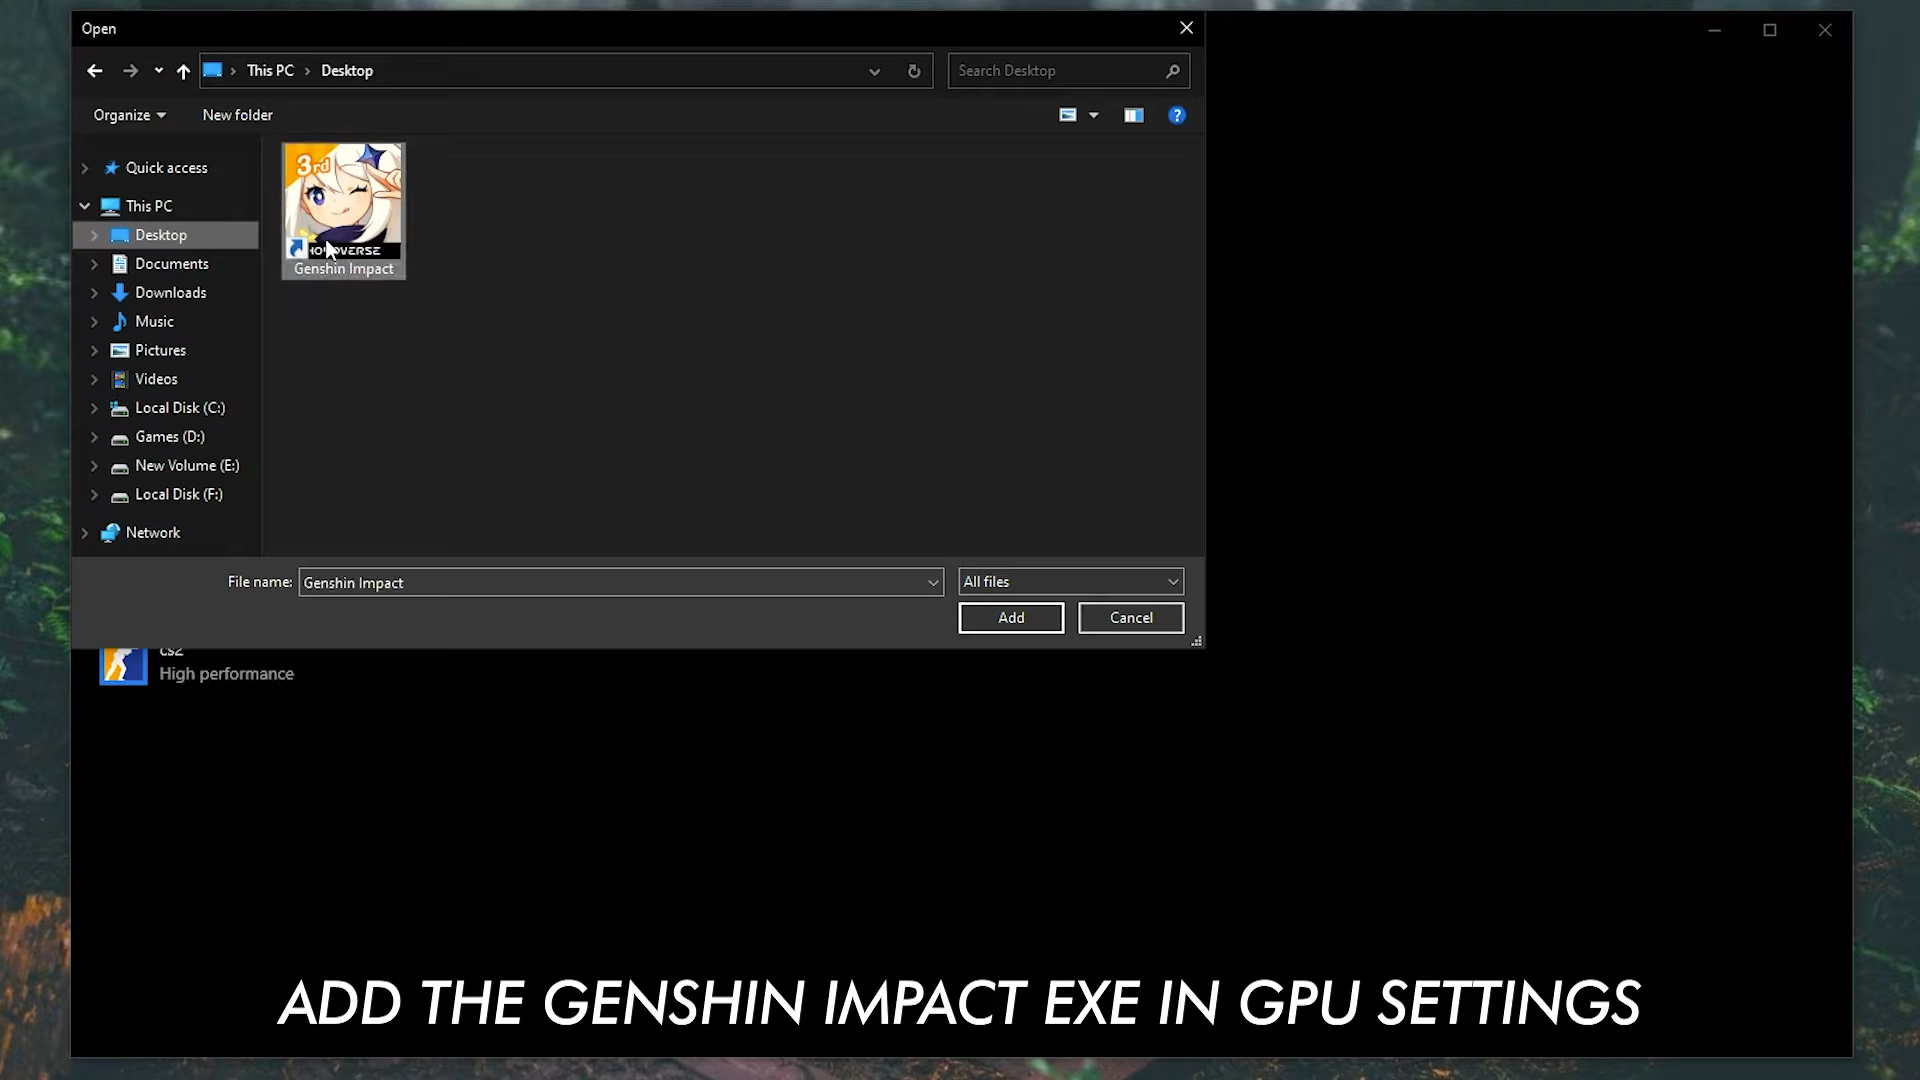 Open
This PC
Desktop
Search Desktop
Organize
New folder
?
Quick access
This PC
Desktop
Documents
Downloads
Music
Pictures
Videos
Local Disk (C:)
Games (D:)
New Volume (E:)
Local Disk (F:)
Network
3rd
Genshin Impact
File name:
Genshin Impact
All files
Add
Cancel
cs2
High performance
ADD THE GENSHIN IMPACT EXE IN GPU SETTINGS